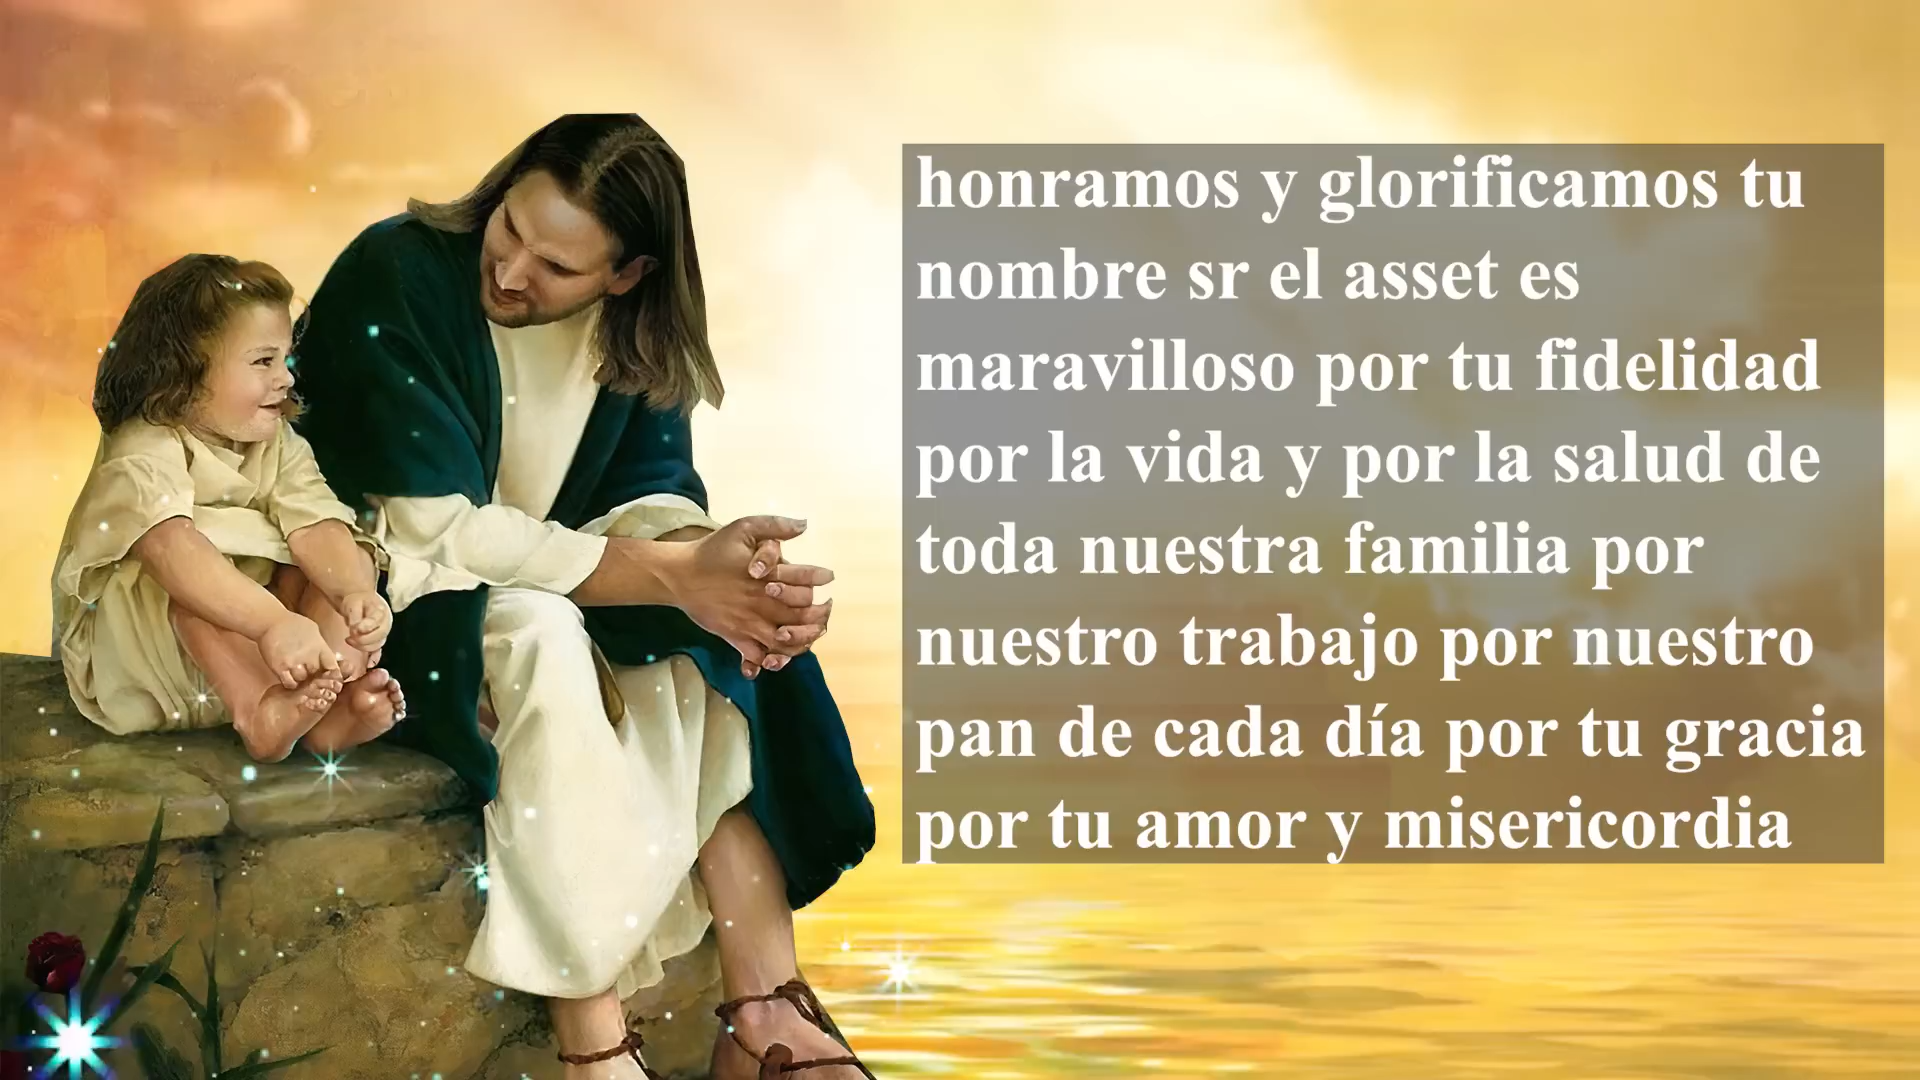 honramos y glorificamos tu
nombre sr el asset es
maravilloso por tu fidelidad
por la vida y por la salud de
toda nuestra familia por
nuestro trabajo por nuestro
pan de cada día por tu gracia
por tu amor y misericordia